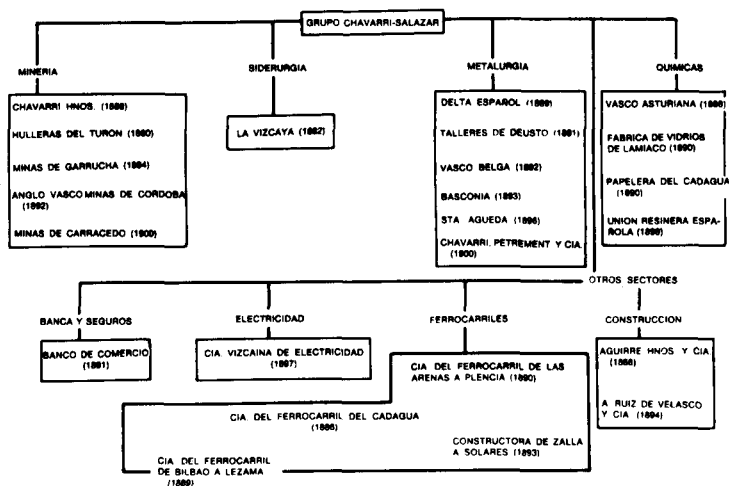 GRUPO CHAVARRI-SALAZAR
MINERIA
CHAVARRI HNOS. (1888)
HULLERAS DEL TURON (1890)
MINAS DE GARRUCHA (1894)
ANGLO VASCO MINAS DE CORDOBA
(1892)
MINAS DE CARRACEDO (1900)
SIDERURGIA
LA VIZCAYA (1882)
METALURGIA
DELTA ESPAÑOL (1889)
TALLERES DE DEUSTO (1891)
VASCO BELGA (1892)
BASCONIA (1893)
STA AGUEDA (1896)
CHAVARRI, PETREMENT Y CIA.
(1900)
QUIMICAS
VASCO ASTURIANA (1898)
FABRICA DE VIDRIOS
DE LAMIACO (1890)
PAPELERA DEL CADAGUA
(1890)
UNION RESINERA ESPA-
ROLA (1898)
OTROS SECTORES
BANCA Y SEGUROS
BANCO DE COMERCIO
(1891)
ELECTRICIDAD
CIA. VIZCAINA DE ELECTRICIDAD
(1897)
FERROCARRILES
CIA DEL FERROCARRIL DE LAS
ARENAS A PLENCIA (1890)
CIA. DEL FERROCARRIL DEL CADAGUA
(1886)
CONSTRUCTORA DE ZALLA
A SOLARES (1893)
CIA. DEL FERROCARRIL
DE BILBAO A LEZAMA
(1889)
CONSTRUCCION
AGUIRRE HNOS Y CIA.
(1868)
A RUIZ DE VELASCO
Y CIA (1894)